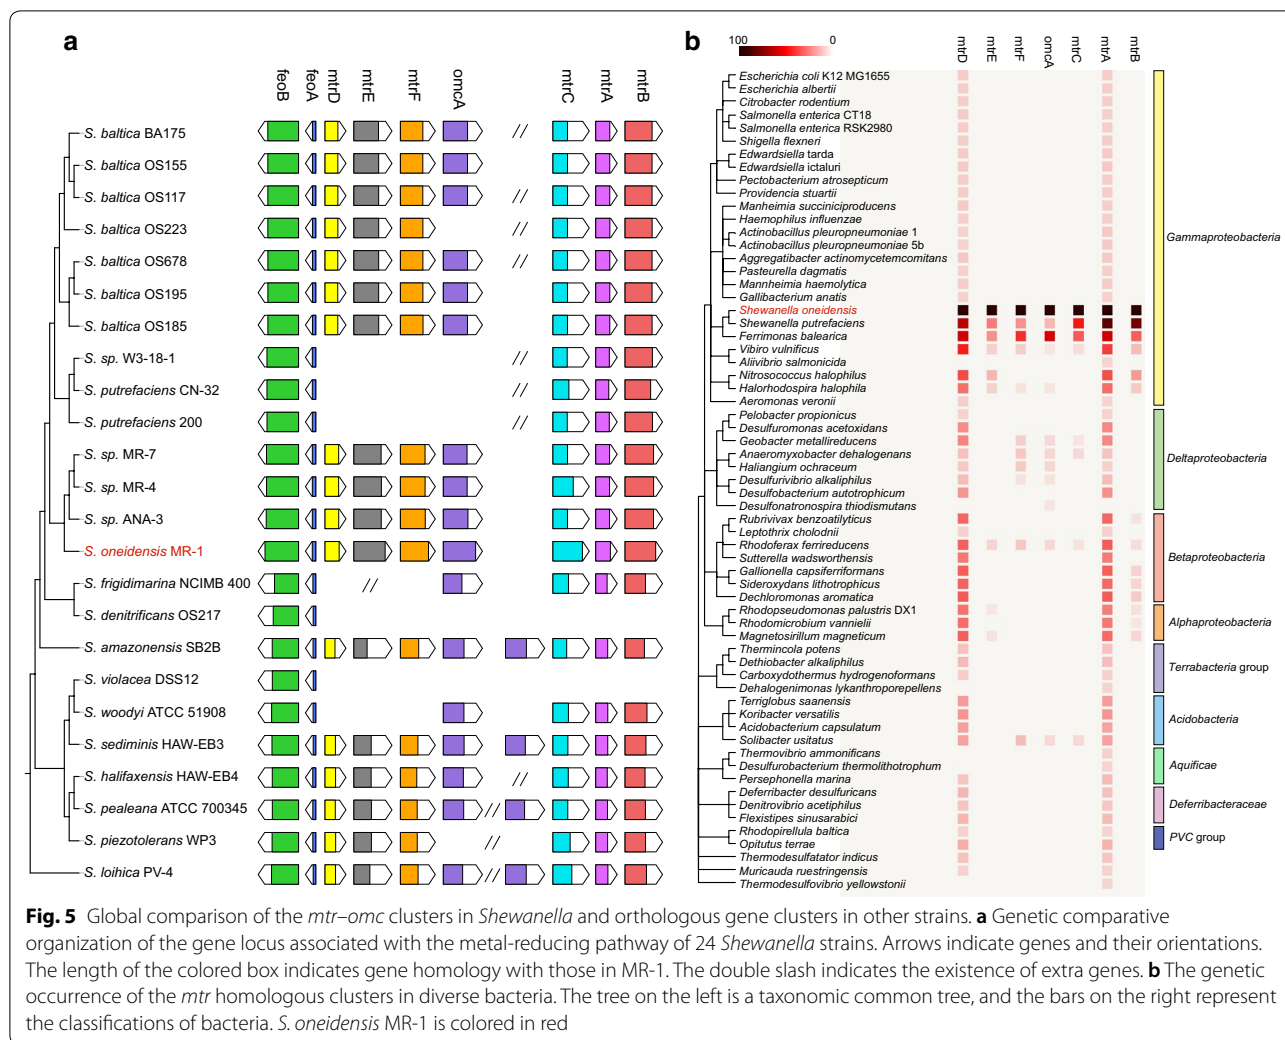 a
feoB feoA mtrD mtrE mtrF omcA mtrC mtrA mtrB
S. baltica BA175
//
S. baltica OS155
S. baltica OS117
//
S. baltica OS223
//
S. baltica OS678
//
S. baltica OS195
S. baltica OS185
S. sp. W3-18-1
//
S. putrefaciens CN-32
//
S. putrefaciens 200
//
S. sp. MR-7
S. sp. MR-4
S. sp. ANA-3
S. oneidensis MR-1
S. frigidimarina NCIMB 400
//
S. denitrificans OS217
S. amazonensis SB2B
S. violacea DSS12
S. woodyi ATCC 51908
S. sediminis HAW-EB3
S. halifaxensis HAW-EB4
//
S. pealeana ATCC 700345
//
S. piezotolerans WP3
//
S. loihica PV-4
//
b
100 0
mtrD mtrE mtrF omcA mtrC mtrA mtrB
Escherichia coli K12 MG1655
Escherichia albertii
Citrobacter rodentium
Salmonella enterica CT18
Salmonella enterica RSK2980
Shigella flexneri
Edwardsiella tarda
Edwardsiella ictaluri
Pectobacterium atrosepticum
Providencia stuartii
Manheimia succiniciproducens
Haemophilus influenzae
Actinobacillus pleuropneumoniae 1
Actinobacillus pleuropneumoniae 5b
Aggregatibacter actinomycetemcomitans
Pasteurella dagmatis
Mannheimia haemolytica
Gallibacterium anatis
Shewanella oneidensis
Shewanella putrefaciens
Ferrimonas balearica
Vibiro vulnificus
Aliivibrio salmonicida
Nitrosococcus halophilus
Halorhodospira halophila
Aeromonas veronii
Pelobacter propionicus
Desulfuromonas acetoxidans
Geobacter metallireducens
Anaeromyxobacter dehalogenans
Haliangium ochraceum
Desulfurivibrio alkaliphilus
Desulfobacterium autotrophicum
Desulfonatronospira thiodismutans
Rubrivivax benzoatilyticus
Leptothrix cholodnii
Rhodoferax ferrireducens
Sutterella wadsworthensis
Gallionella capsiferriformans
Sideroxydans lithotrophicus
Dechloromonas aromatica
Rhodopseudomonas palustris DX1
Rhodomicrobium vannielii
Magnetosirillum magneticum
Thermincola potens
Dethiobacter alkaliphilus
Carboxydothermus hydrogenoformans
Dehalogenimonas lykanthroporepellens
Terriglobus saanensis
Koribacter versatilis
Acidobacterium capsulatum
Solibacter usitatus
Thermovibrio ammonificans
Desulfurobacterium thermolithotrophum
Persephonella marina
Deferribacter desulfuricans
Denitrovibrio acetiphilus
Flexistipes sinusarabici
Rhodopirellula baltica
Opitutus terrae
Thermodesulfatator indicus
Muricauda ruestringensis
Thermodesulfovibrio yellowstonii
Gammaproteobacteria
Deltaproteobacteria
Betaproteobacteria
Alphaproteobacteria
Terrabacteria group
Acidobacteria
Aquificae
Deferribacteraceae
PVC group
Fig. 5 Global comparison of the mtr–omc clusters in Shewanella and orthologous gene clusters in other strains. a Genetic comparative
organization of the gene locus associated with the metal-reducing pathway of 24 Shewanella strains. Arrows indicate genes and their orientations.
The length of the colored box indicates gene homology with those in MR-1. The double slash indicates the existence of extra genes. b The genetic
occurrence of the mtr homologous clusters in diverse bacteria. The tree on the left is a taxonomic common tree, and the bars on the right represent
the classifications of bacteria. S. oneidensis MR-1 is colored in red